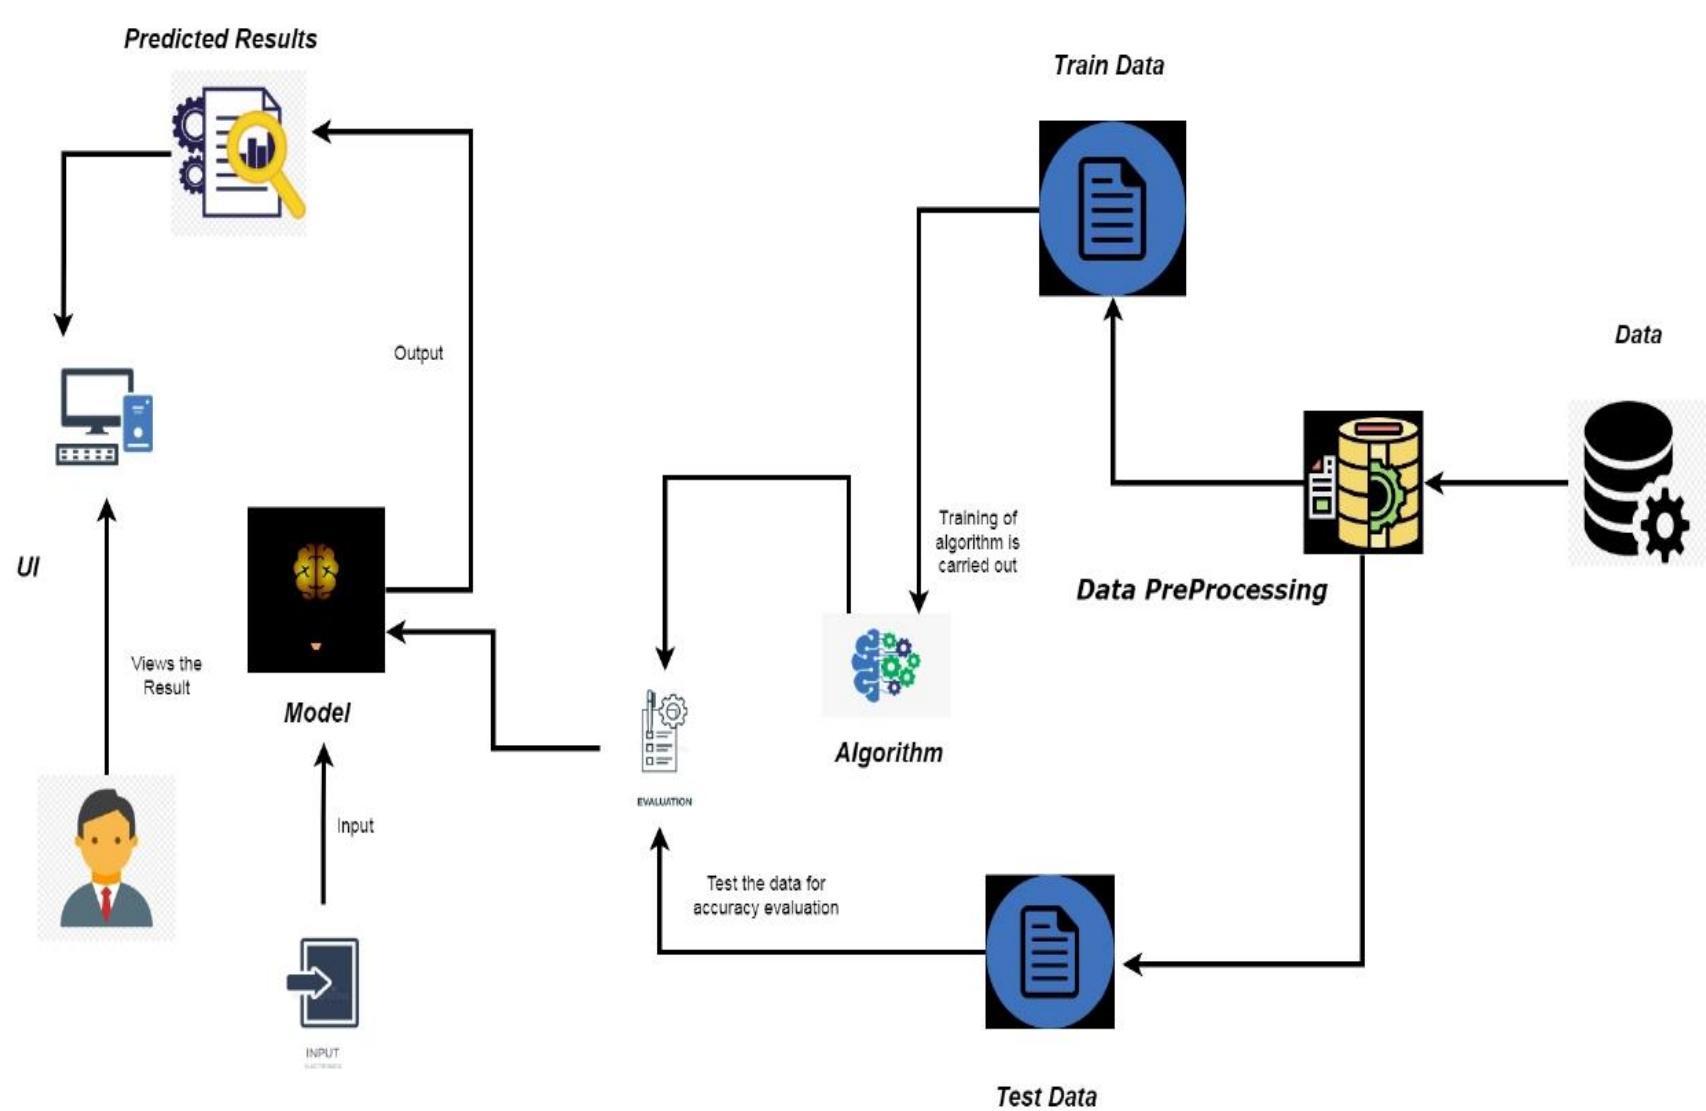 Predicted Results
Train Data
Data
Output
Training of
algorithm is
carried out
UI
Data PreProcessing
Views the
Result
Model
Algorithm
EVALUATION
Input
Test the data for
accuracy evaluation
INPUT
Test Data